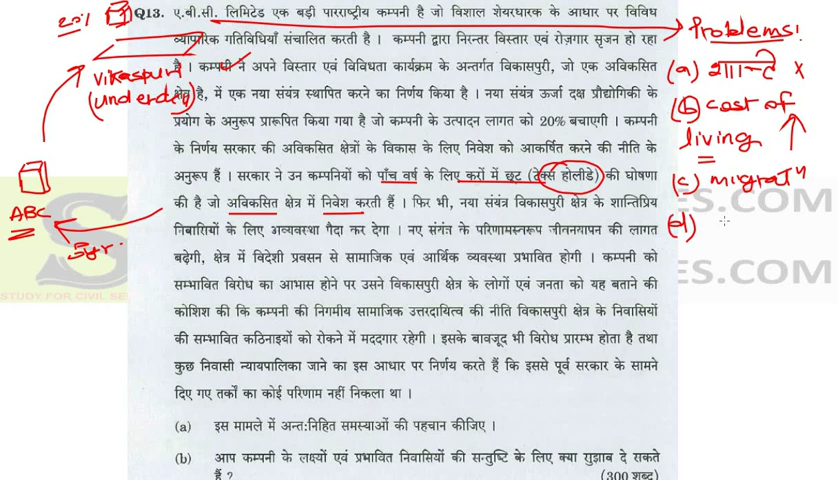 Q13. ए.बी.सी. लिमिटेड एक बड़ी पारराष्ट्रीय कम्पनी है जो विशाल शेयरधारक के आधार पर विविध
व्यापारिक गतिविधियाँ संचालित करती है । कम्पनी द्वारा निरन्तर विस्तार एवं रोज़गार सृजन हो रहा
है । कम्पनी ने अपने विस्तार एवं विविधता कार्यक्रम के अन्तर्गत विकासपुरी, जो एक अविकसित
क्षेत्र है, में एक नया संयंत्र स्थापित करने का निर्णय किया है । नया संयंत्र ऊर्जा दक्ष प्रौद्योगिकी के
प्रयोग के अनुरूप प्रारूपित किया गया है जो कम्पनी के उत्पादन लागत को 20% बचाएगी । कम्पनी
के निर्णय सरकार की अविकसित क्षेत्रों के विकास के लिए निवेश को आकर्षित करने की नीति के
अनुरूप हैं । सरकार ने उन कम्पनियों को पाँच वर्ष के लिए करों में छूट (टैक्स होलीडे) की घोषणा
की है जो अविकसित क्षेत्र में निवेश करती हैं । फिर भी, नया संयंत्र विकासपुरी क्षेत्र के शान्तिप्रिय
निवासियों के लिए अव्यवस्था पैदा कर देगा । नए संयंत्र के परिणामस्वरूप जीवनयापन की लागत
बढ़ेगी, क्षेत्र में विदेशी प्रवसन से सामाजिक एवं आर्थिक व्यवस्था प्रभावित होगी । कम्पनी को
सम्भावित विरोध का आभास होने पर उसने विकासपुरी क्षेत्र के लोगों एवं जनता को यह बताने की
कोशिश की कि कम्पनी की निगमीय सामाजिक उत्तरदायित्व की नीति विकासपुरी क्षेत्र के निवासियों
की सम्भावित कठिनाइयों को रोकने में मददगार रहेगी । इसके बावजूद भी विरोध प्रारम्भ होता है तथा
कुछ निवासी न्यायपालिका जाने का इस आधार पर निर्णय करते हैं कि इससे पूर्व सरकार के सामने
दिए गए तर्कों का कोई परिणाम नहीं निकला था ।
(a) इस मामले में अन्त:निहित समस्याओं की पहचान कीजिए ।
(b) आप कम्पनी के लक्ष्यों एवं प्रभावित निवासियों की सन्तुष्टि के लिए क्या सुझाव दे सकते
हैं ?
(300 शब्द)
20%
Vikaspuri
ABC
5yr.
Problems:
(a) शान्ति x
(b) cost of
living
(c) migratn
(d)
S.COM
ES.COM
STUDY FOR CIVIL SE